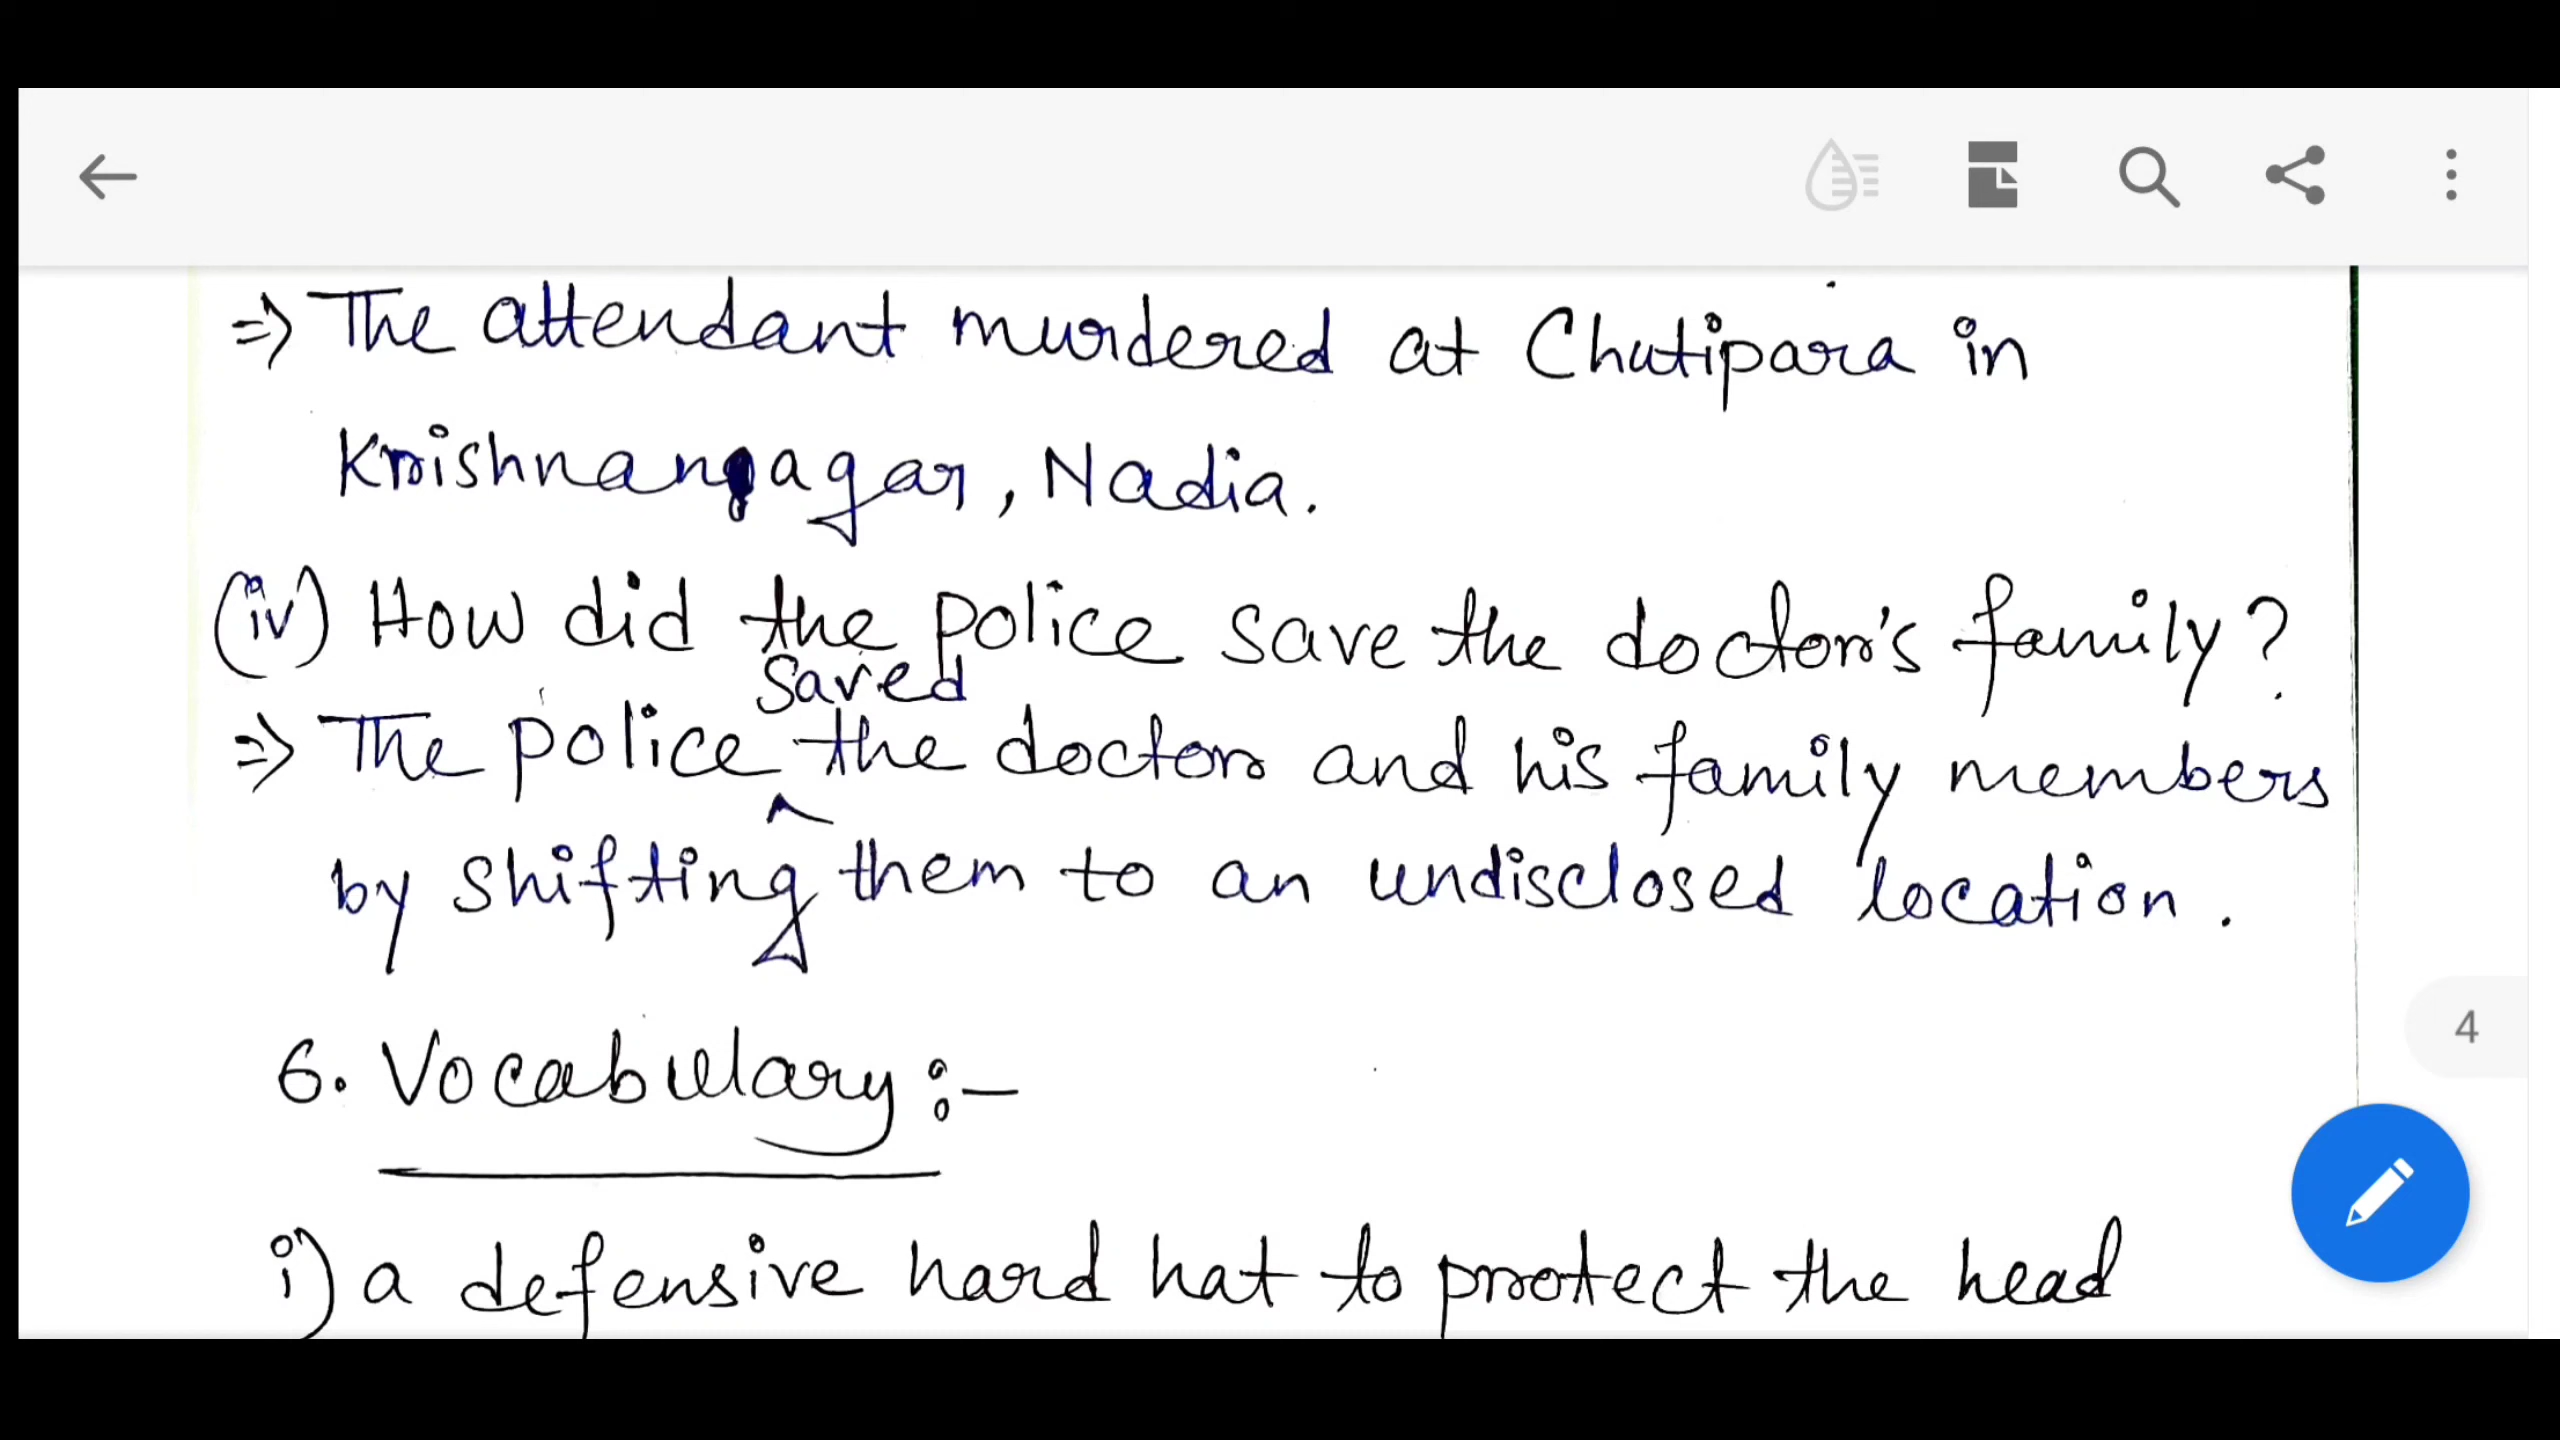 ⇒ The attendant murdered at Chutipara in
Krishnanagar, Nadia.
(iv) How did the police save the doctor's family?
saved
⇒ The police ^ the doctor and his family members
by shifting them to an undisclosed location.
6. Vocabulary :-
4
i) a defensive hard hat to protect the head